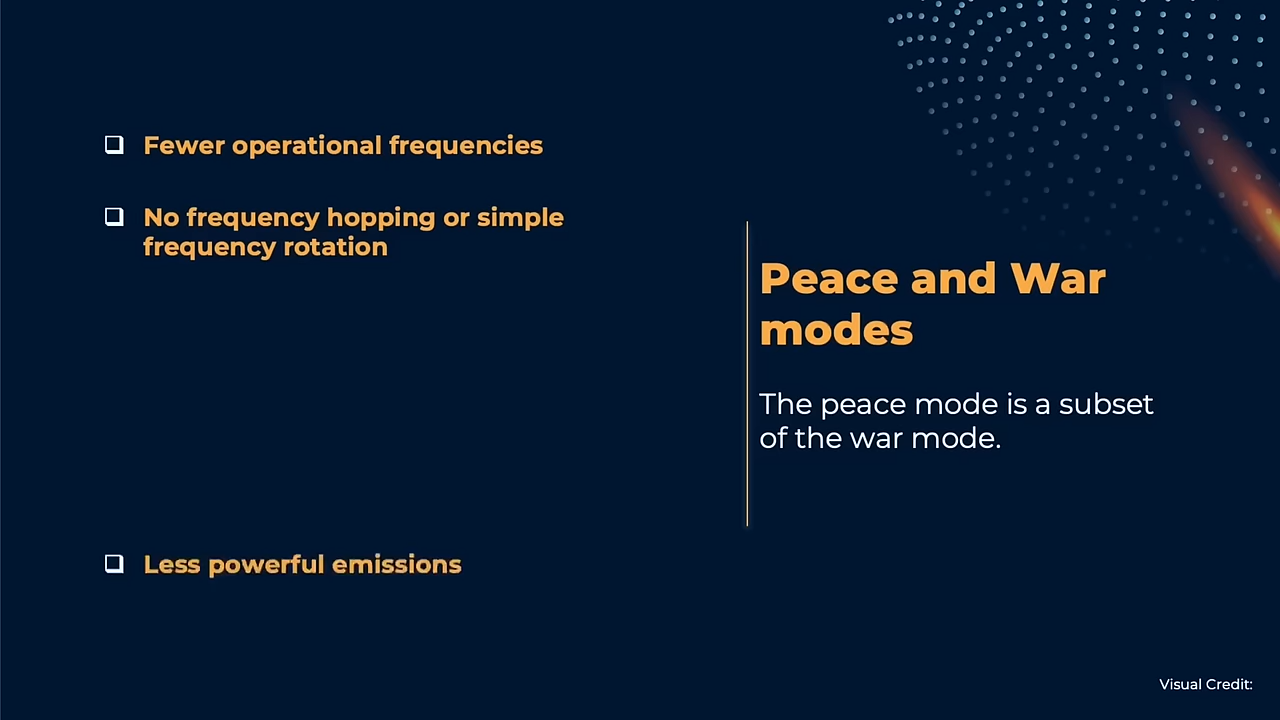 Fewer operational frequencies
No frequency hopping or simple
frequency rotation
Less powerful emissions
Peace and War
modes
The peace mode is a subset
of the war mode.
Visual Credit: